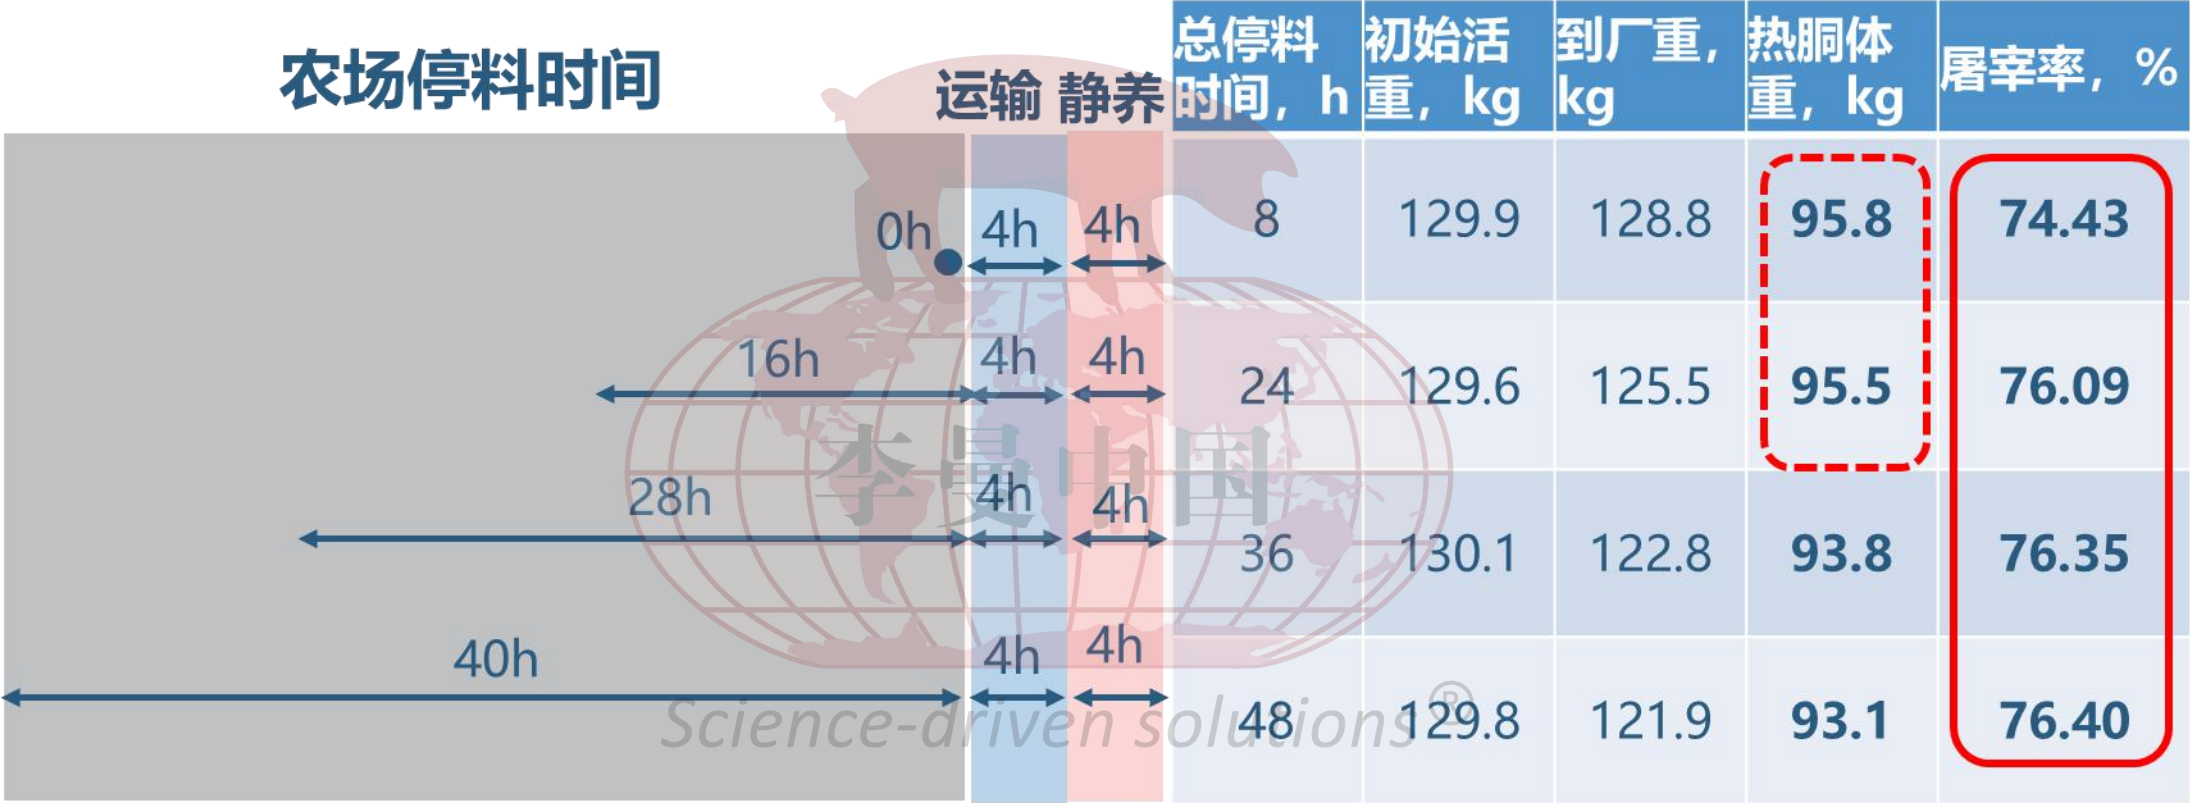 农场停料时间
运输 静养
总停料
时间，h
初始活
重，kg
到厂重，
kg
热胴体
重，kg
屠宰率，%
0h 4h 4h 8 129.9 128.8 95.8 74.43
16h 4h 4h 24 129.6 125.5 95.5 76.09
28h 4h 4h 36 130.1 122.8 93.8 76.35
40h 4h 4h 48 129.8 121.9 93.1 76.40
李曼中国
Science-driven solutions®